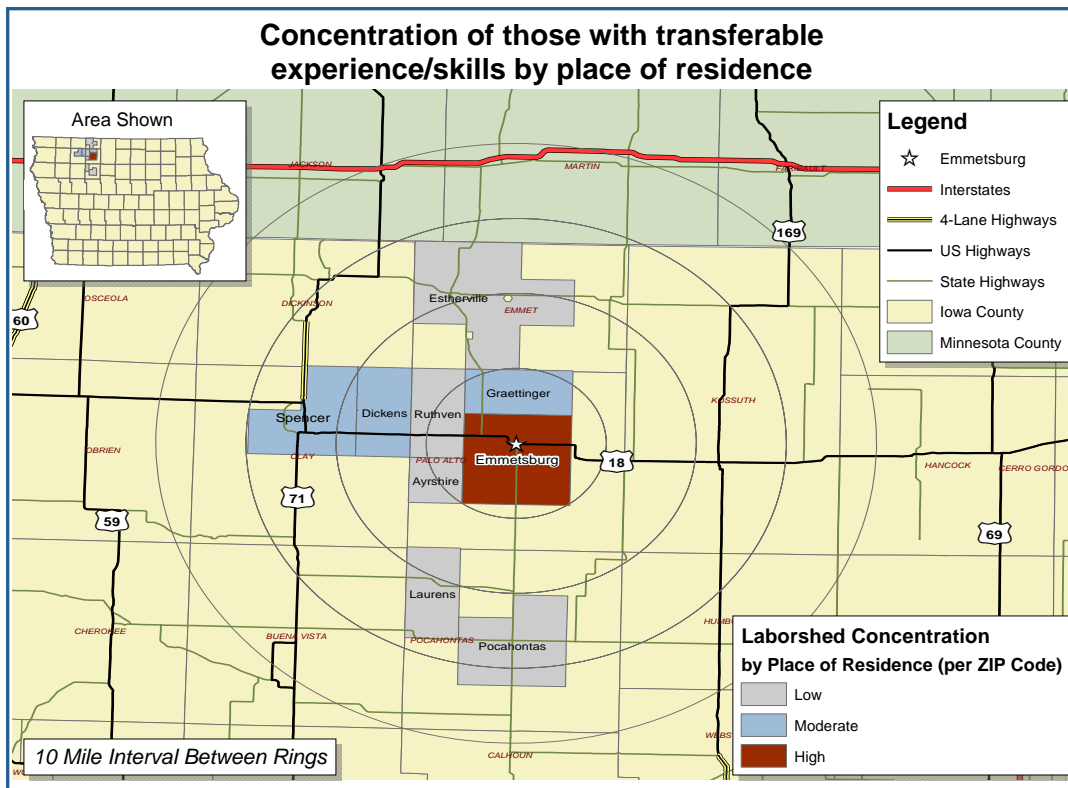 Concentration of those with transferable
experience/skills by place of residence
Area Shown
Legend
Emmetsburg
Interstates
4-Lane Highways
US Highways
State Highways
Iowa County
Minnesota County
JACKSON
MARTIN
FARIBAULT
169
OSCEOLA
DICKINSON
Estherville
EMMET
60
Graettinger
Spencer
Dickens
Ruthven
KOSSUTH
OBRIEN
CLAY
PALO ALTO
Emmetsburg
18
HANCOCK
CERRO GORDO
Ayrshire
71
59
69
Laurens
CHEROKEE
BUENA VISTA
POCAHONTAS
Pocahontas
Laborshed Concentration
by Place of Residence (per ZIP Code)
Low
Moderate
High
CALHOUN
10 Mile Interval Between Rings